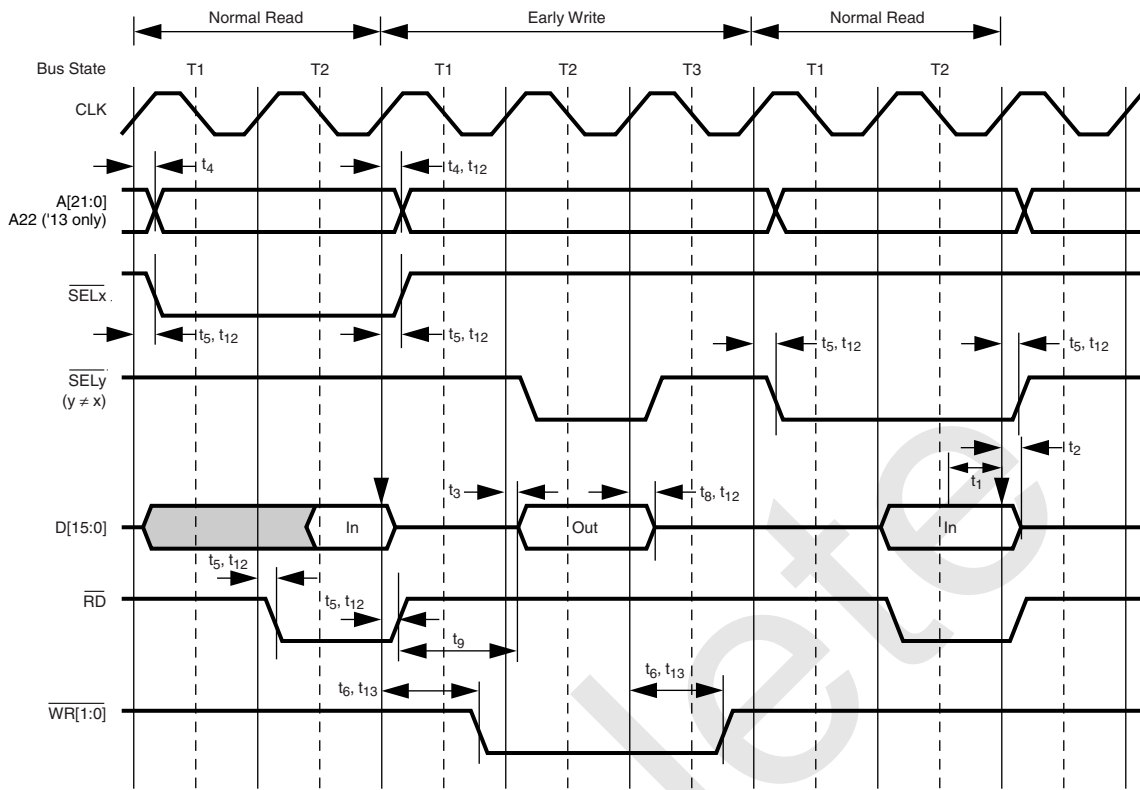 Normal Read Early Write Normal Read
Bus State T1 T2 T1 T2 T3 T1 T2
CLK
t4 t4, t12
A[21:0]
A22 ('13 only)
SELx
t5, t12 t5, t12 t5, t12 t5, t12
SELy
(y ≠ x)
t2
t3 t8, t12 t1
D[15:0] In Out In
t5, t12
t5, t12
RD
t9
t6, t13 t6, t13
WR[1:0]
lete